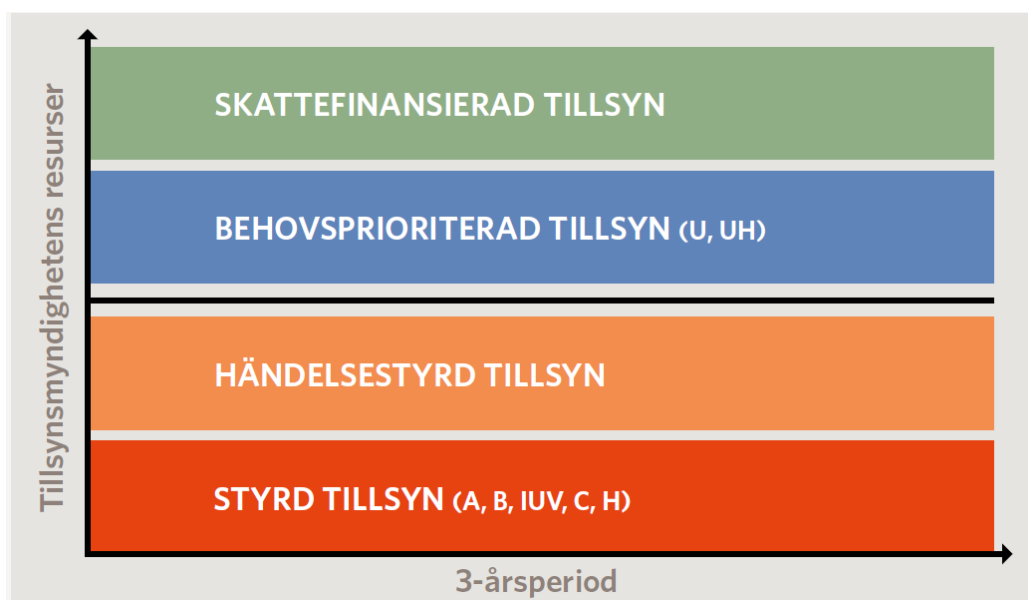 Tillsynsmyndighetens resurser
SKATTEFINANSIERAD TILLSYN
BEHOVSPRIORITERAD TILLSYN (U, UH)
HÄNDELSESTYRD TILLSYN
STYRD TILLSYN (A, B, IUV, C, H)
3-årsperiod